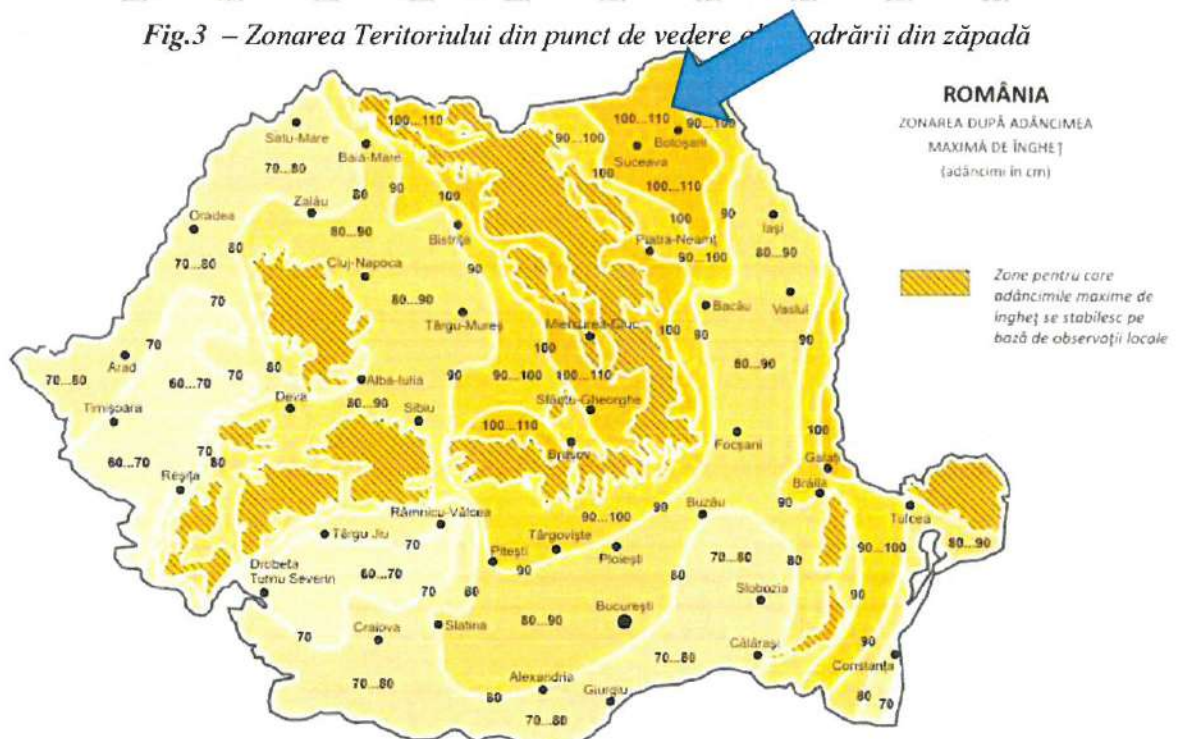 Fig.3 – Zonarea Teritoriului din punct de vedere adrării din zăpadă
ROMÂNIA
ZONAREA DUPĂ ADÂNCIMEA
MAXIMĂ DE ÎNGHEȚ
(adâncimi în cm)
Zone pentru care
adâncimile maxime de
îngheț se stabilesc pe
bază de observații locale
100...110
100...110
90...100
90...100
Satu-Mare
Botoșani
Baia-Mare
Suceava
70...80
100
80
90
100
100...110
Zalău
Oradea
100
90
Iași
80
80...90
Bistrița
Piatra-Neamț
80...90
70...80
Cluj-Napoca
90
90...100
70
80...90
Bacău
Vaslui
Târgu-Mureș
Miercurea-Ciuc
100
90
90
70
Arad
100
80...90
70...80
60...70
70
80
Alba-Iulia
90
90...100
100...110
Timișoara
Deva
80...90
Sibiu
Sfântu-Gheorghe
100...110
100
60...70
70
80
Brașov
Focșani
Galați
Reșița
Brăila
Râmnicu-Vâlcea
90
Buzău
90
90...100
Tulcea
Târgu Jiu
70
Târgoviște
90...100
80...90
Pitești
Ploiești
70...80
80
Drobeta
Turnu Severin
60...70
90
80
70
80
Slobozia
90
București
70
Craiova
Slatina
80...90
Călărași
90
70...80
Constanța
70...80
Alexandria
80
Giurgiu
70...80
80
70